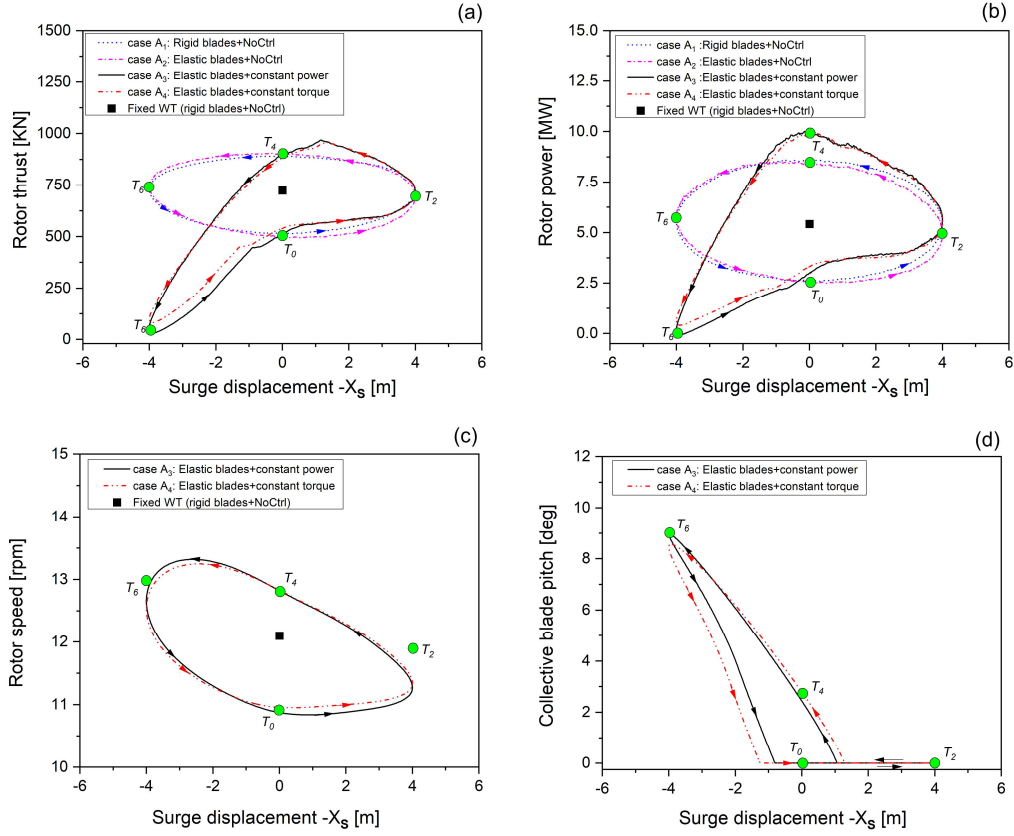 (a)
1500
1250
1000
750
500
250
0
Rotor thrust [KN]
case A1: Rigid blades+NoCtrl
case A2: Elastic blades+NoCtrl
case A3: Elastic blades+constant power
case A4: Elastic blades+constant torque
Fixed WT (rigid blades+NoCtrl)
T4
T6
T2
T0
T6
-6 -4 -2 0 2 4 6
Surge displacement -XS [m]
(b)
15.0
12.5
10.0
7.5
5.0
2.5
0.0
Rotor power [MW]
case A1 :Rigid blades+NoCtrl
case A2 :Elastic blades+NoCtrl
case A3 :Elastic blades+constant power
case A4 :Elastic blades+constant torque
Fixed WT (rigid blades+NoCtrl)
T4
T6
T2
T0
T6
-6 -4 -2 0 2 4 6
Surge displacement -XS [m]
(c)
15
14
13
12
11
10
Rotor speed [rpm]
case A3: Elastic blades+constant power
case A4: Elastic blades+constant torque
Fixed WT (rigid blades+NoCtrl)
T6
T4
T2
T0
-6 -4 -2 0 2 4 6
Surge displacement -XS [m]
(d)
12
10
8
6
4
2
0
Collective blade pitch [deg]
case A3: Elastic blades+constant power
case A4: Elastic blades+constant torque
T6
T4
T0
T2
-6 -4 -2 0 2 4 6
Surge displacement -XS [m]